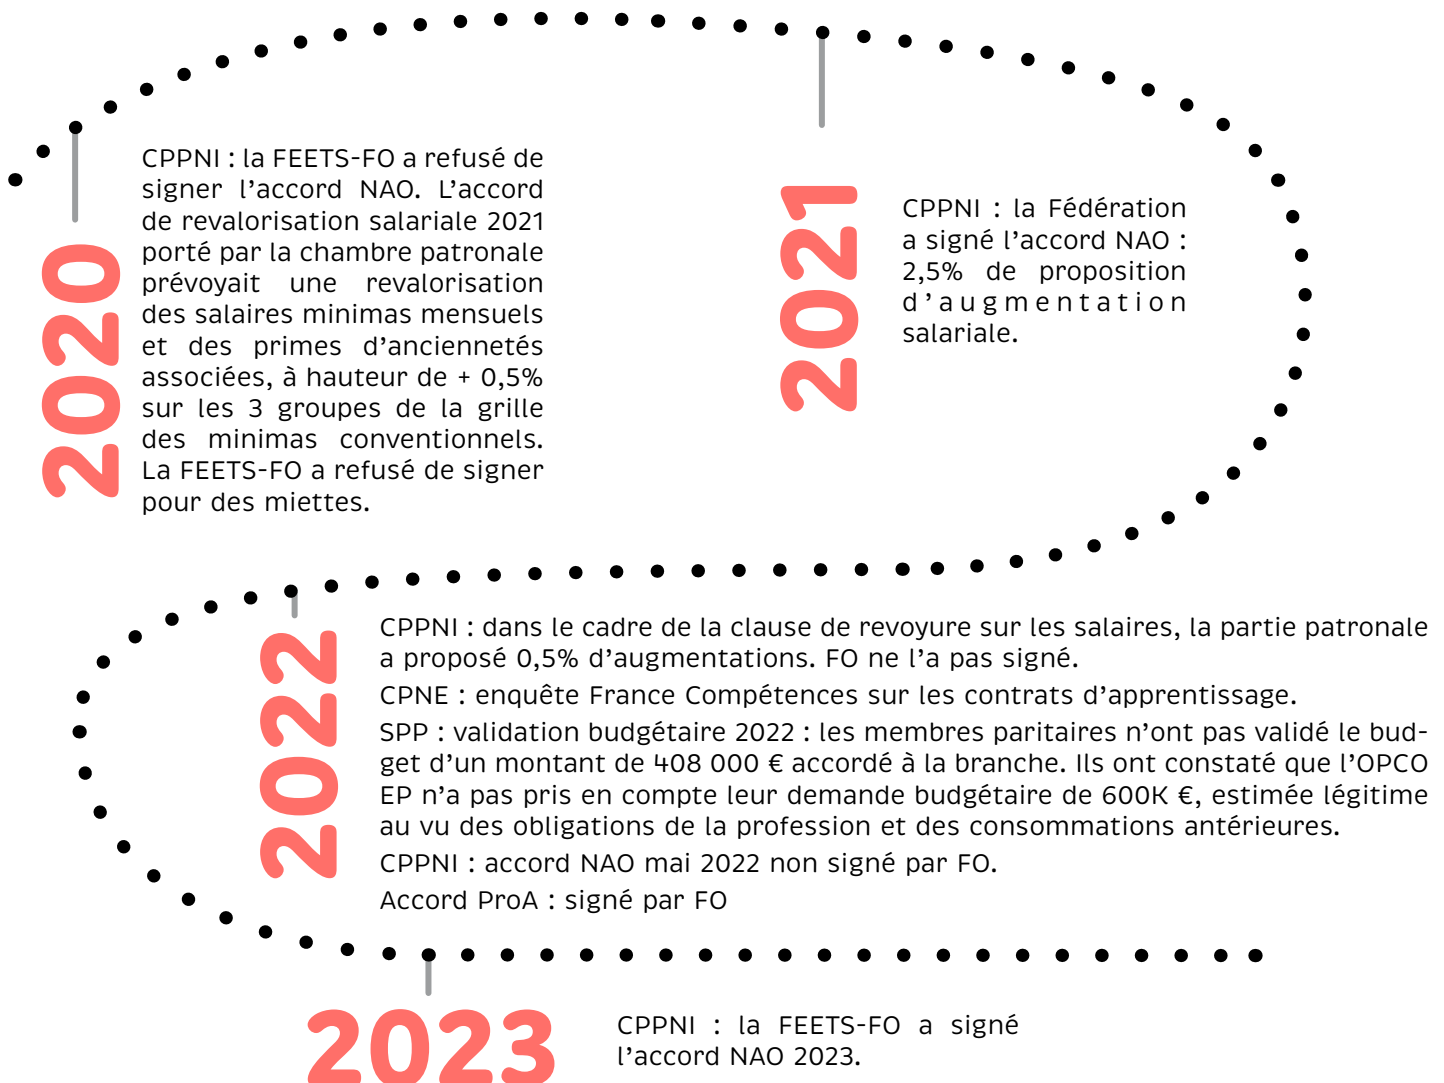 2020
CPPNI : la FEETS-FO a refusé de
signer l’accord NAO. L’accord
de revalorisation salariale 2021
porté par la chambre patronale
prévoyait une revalorisation
des salaires minimas mensuels
et des primes d’anciennetés
associées, à hauteur de + 0,5%
sur les 3 groupes de la grille
des minimas conventionnels.
La FEETS-FO a refusé de signer
pour des miettes.
2021
CPPNI : la Fédération
a signé l’accord NAO :
2,5% de proposition
d’augmentation
salariale.
2022
CPPNI : dans le cadre de la clause de revoyure sur les salaires, la partie patronale
a proposé 0,5% d’augmentations. FO ne l’a pas signé.
CPNE : enquête France Compétences sur les contrats d’apprentissage.
SPP : validation budgétaire 2022 : les membres paritaires n’ont pas validé le bud-
get d’un montant de 408 000 € accordé à la branche. Ils ont constaté que l’OPCO
EP n’a pas pris en compte leur demande budgétaire de 600K €, estimée légitime
au vu des obligations de la profession et des consommations antérieures.
CPPNI : accord NAO mai 2022 non signé par FO.
Accord ProA : signé par FO
2023
CPPNI : la FEETS-FO a signé
l’accord NAO 2023.